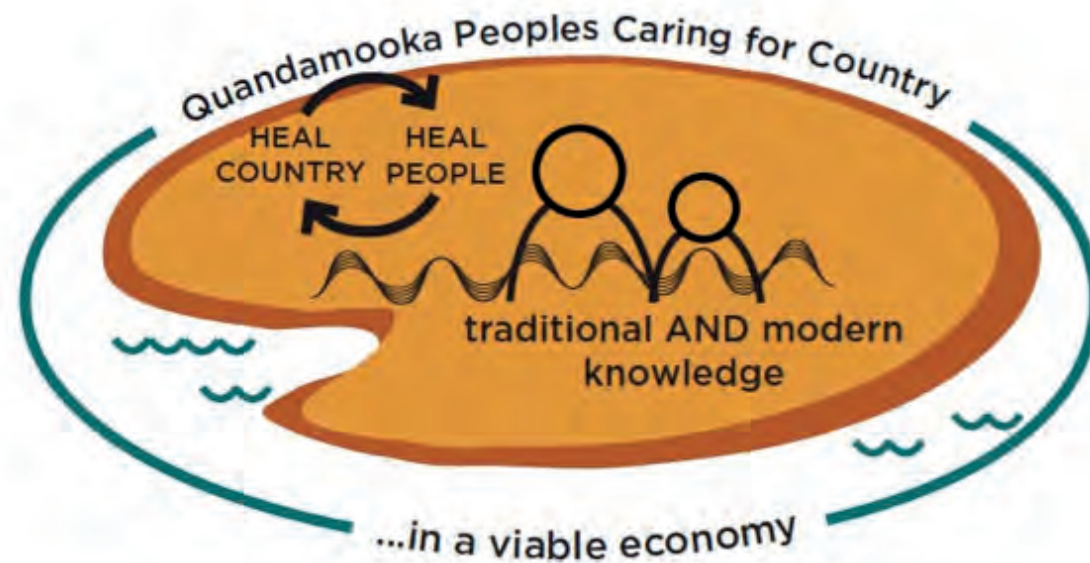 Quandamooka Peoples Caring for Country
HEAL
COUNTRY
HEAL
PEOPLE
traditional AND modern
knowledge
...in a viable economy